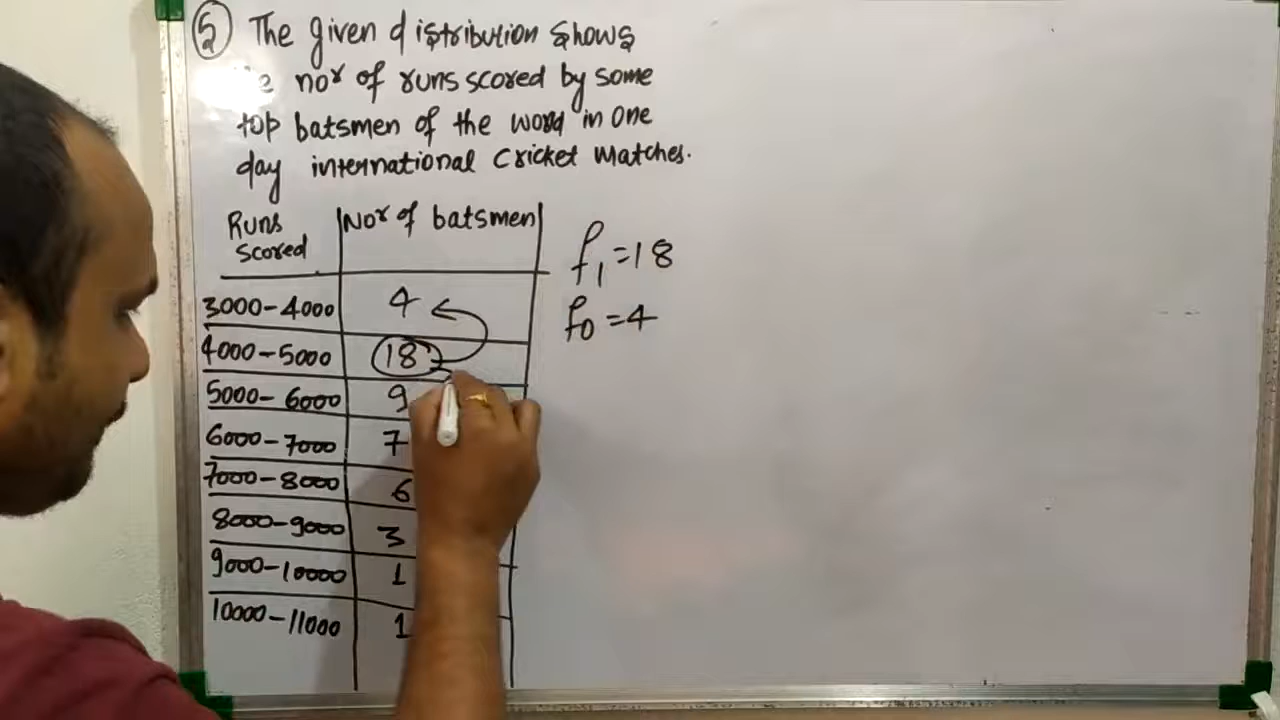 5 The given distribution shows
nor of runs scored by some
top batsmen of the world in one
day international Cricket Matches.
Runs scored | Nor of batsmen
3000-4000 4
4000-5000 18
5000-6000 9
6000-7000 7
7000-8000 6
8000-9000 3
9000-10000 1
10000-11000 1
f1=18
f0=4